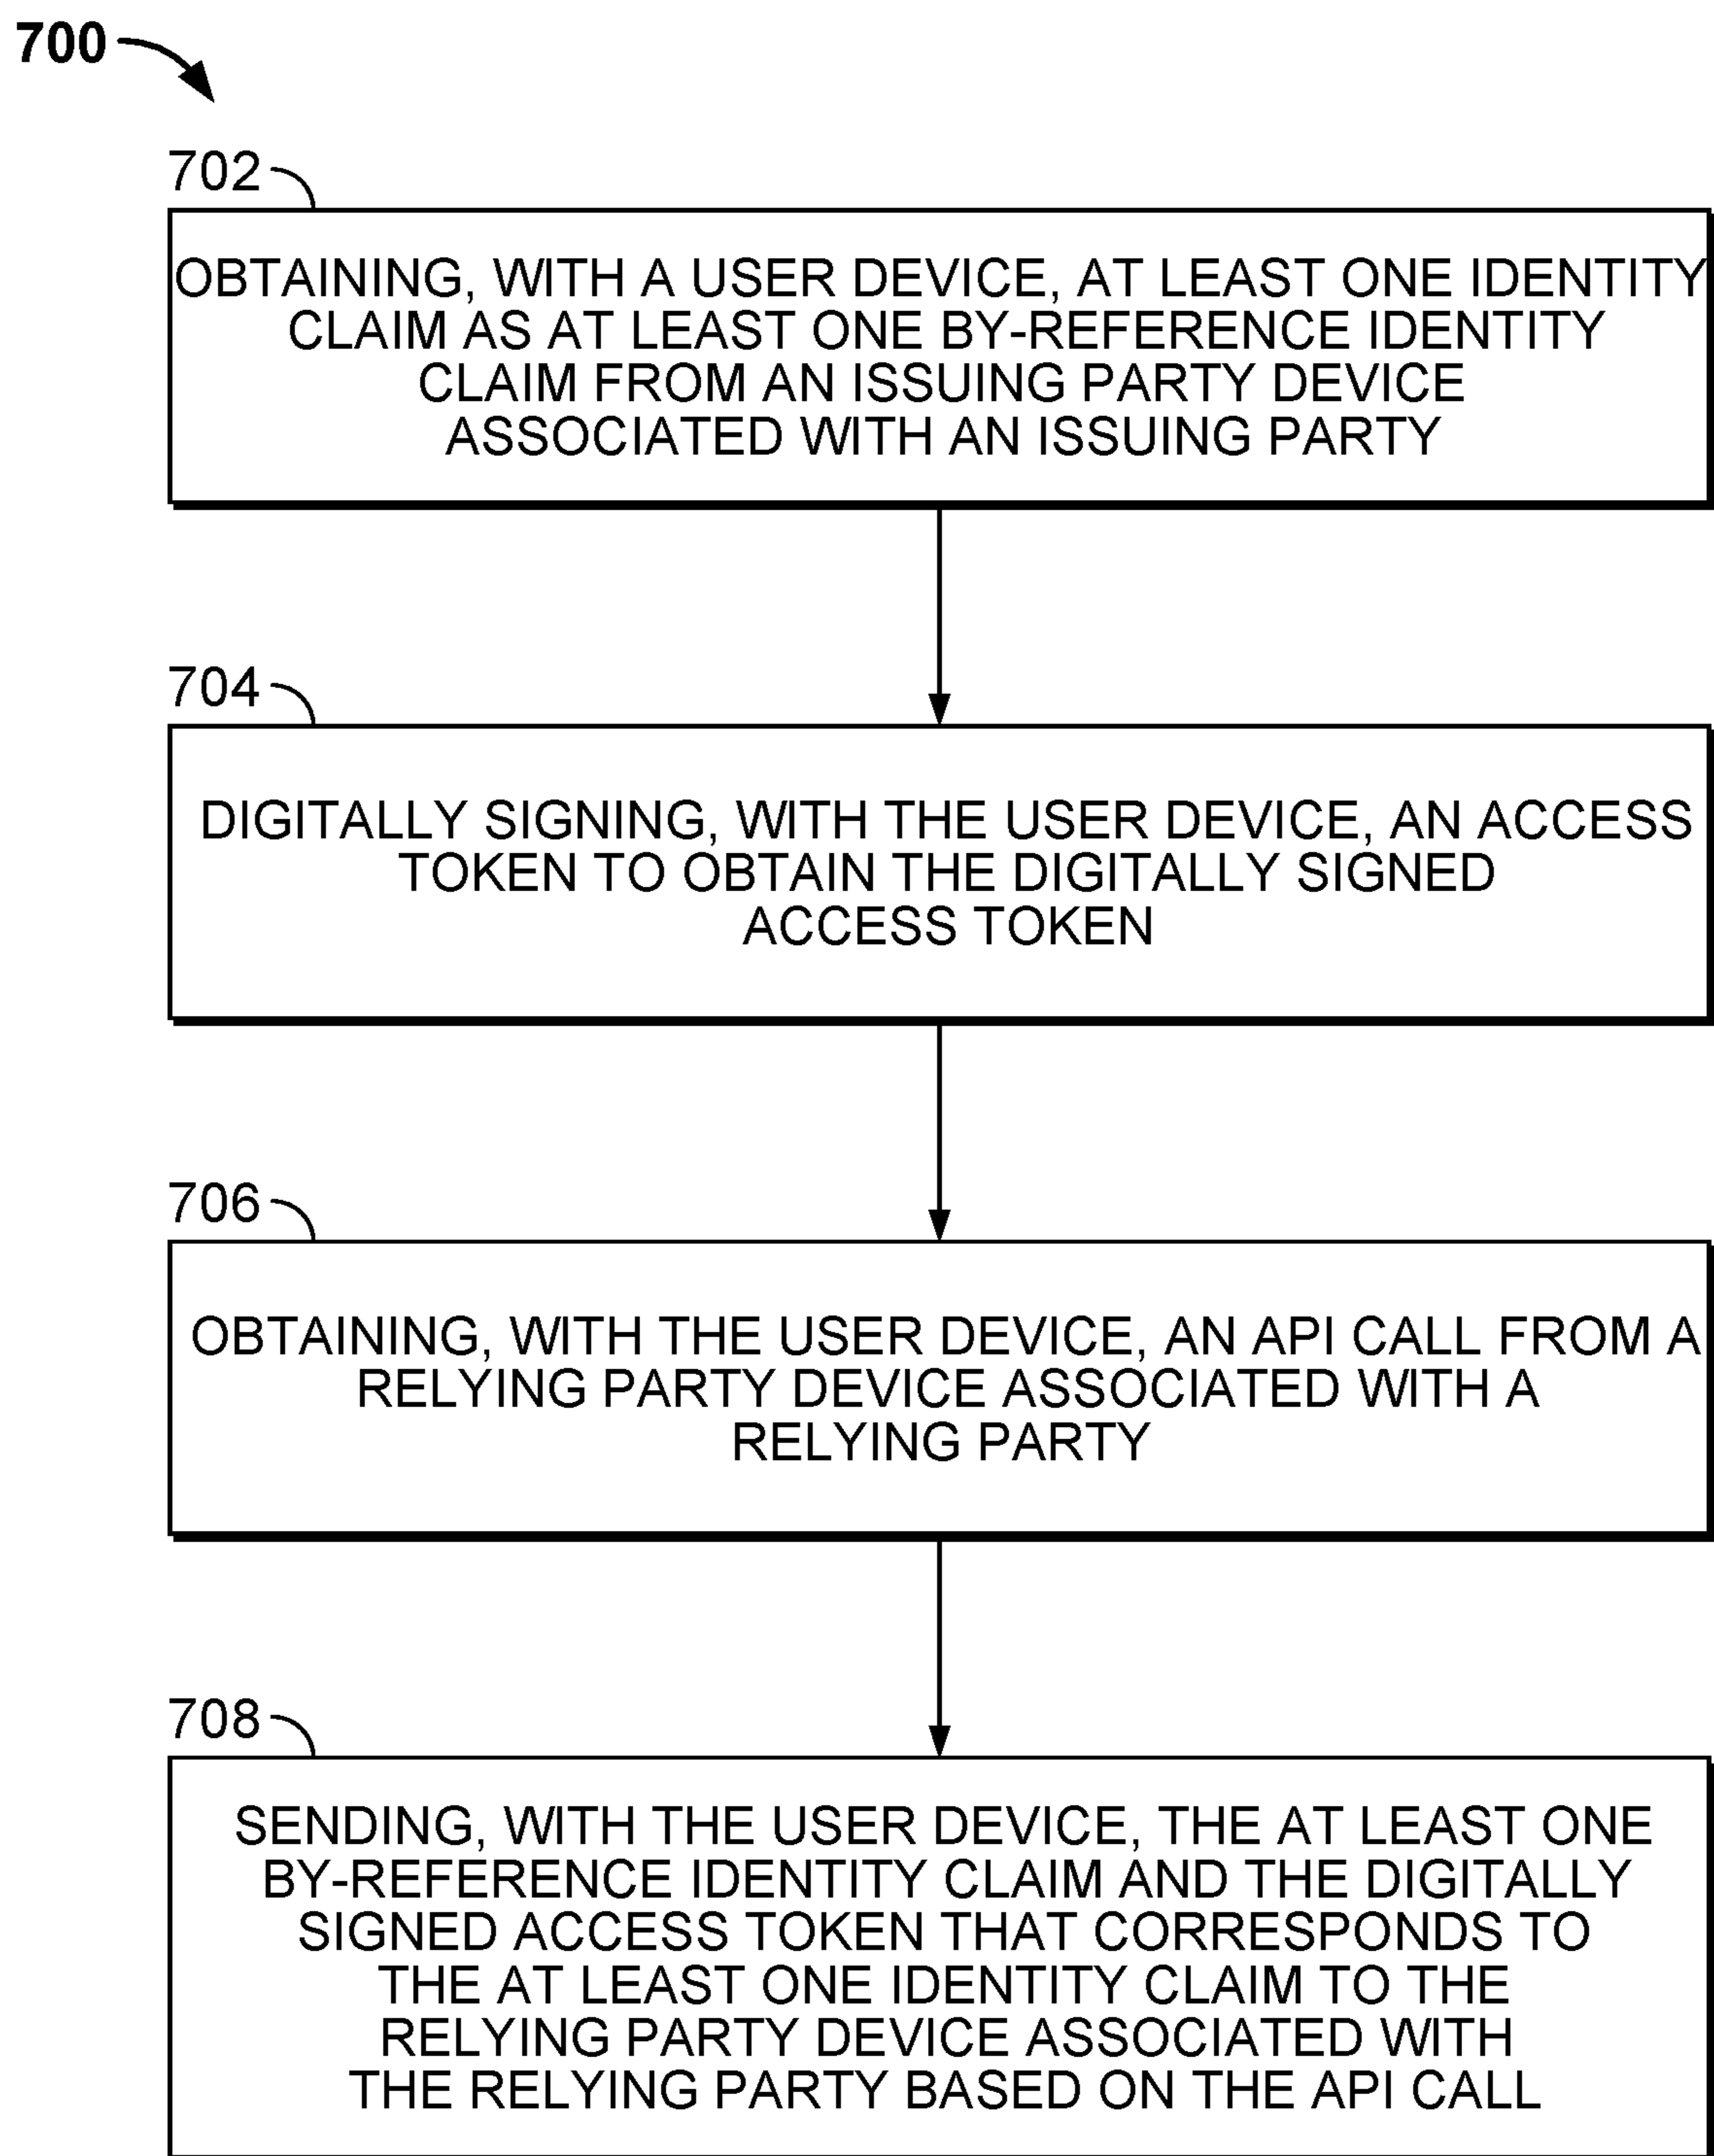 700
702
OBTAINING, WITH A USER DEVICE, AT LEAST ONE IDENTITY
CLAIM AS AT LEAST ONE BY-REFERENCE IDENTITY
CLAIM FROM AN ISSUING PARTY DEVICE
ASSOCIATED WITH AN ISSUING PARTY
704
DIGITALLY SIGNING, WITH THE USER DEVICE, AN ACCESS
TOKEN TO OBTAIN THE DIGITALLY SIGNED
ACCESS TOKEN
706
OBTAINING, WITH THE USER DEVICE, AN API CALL FROM A
RELYING PARTY DEVICE ASSOCIATED WITH A
RELYING PARTY
708
SENDING, WITH THE USER DEVICE, THE AT LEAST ONE
BY-REFERENCE IDENTITY CLAIM AND THE DIGITALLY
SIGNED ACCESS TOKEN THAT CORRESPONDS TO
THE AT LEAST ONE IDENTITY CLAIM TO THE
RELYING PARTY DEVICE ASSOCIATED WITH
THE RELYING PARTY BASED ON THE API CALL